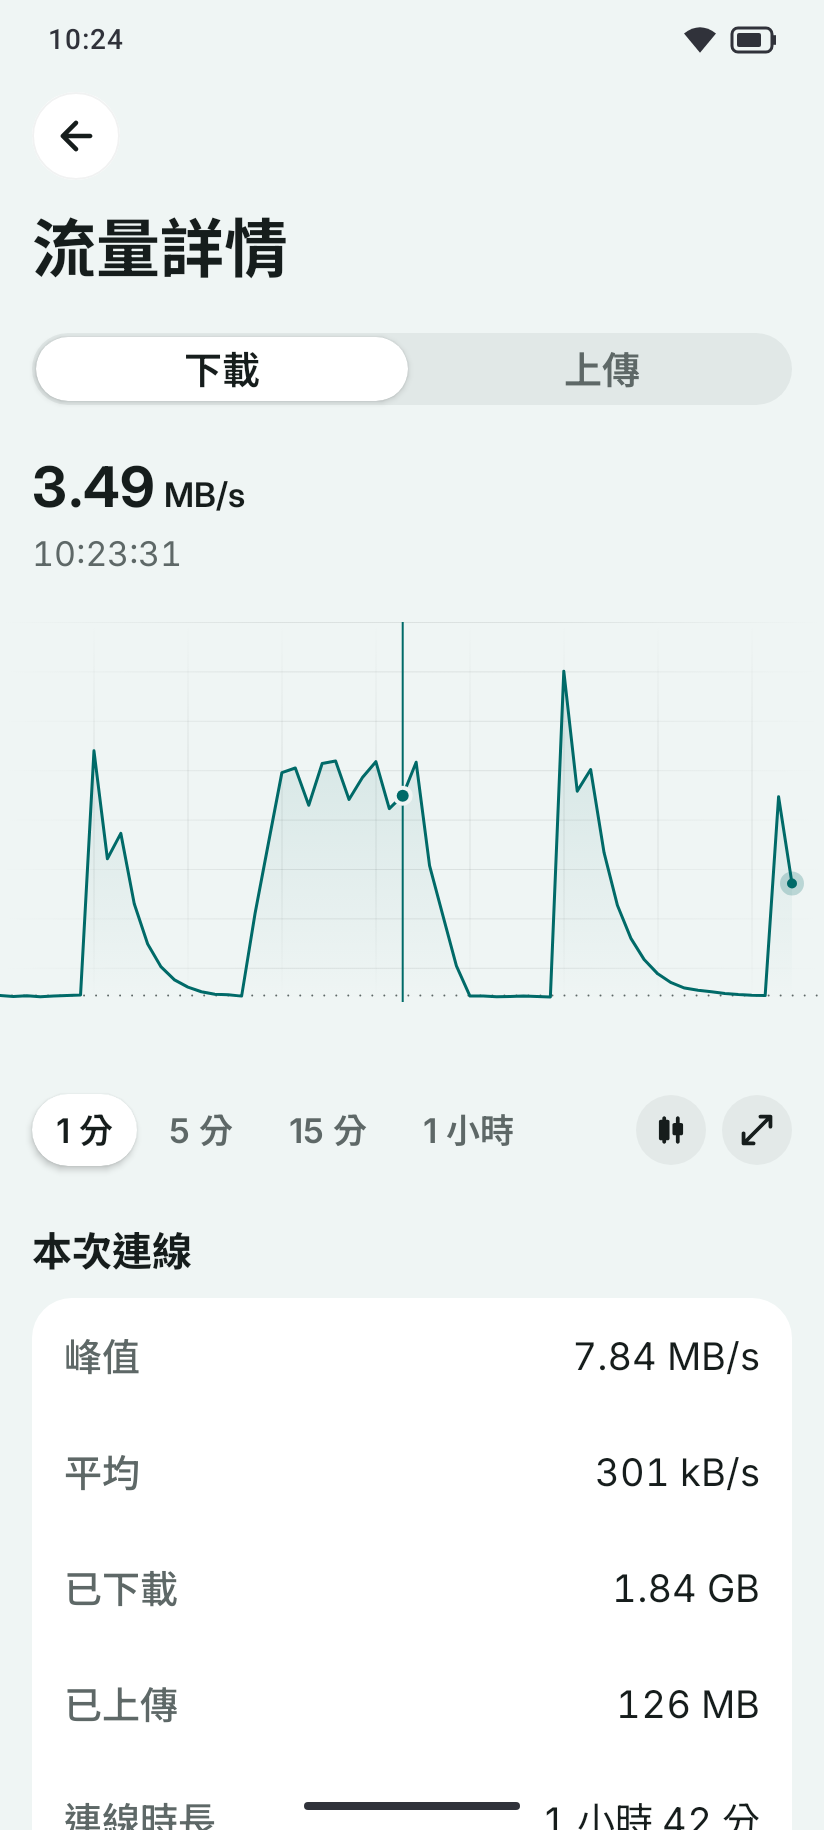 10:24
流量詳情
下載
上傳
3.49 MB/s
10:23:31
1 分
5 分
15 分
1 小時
本次連線
峰值
7.84 MB/s
平均
301 kB/s
已下載
1.84 GB
已上傳
126 MB
連線時長
1 小時 42 分